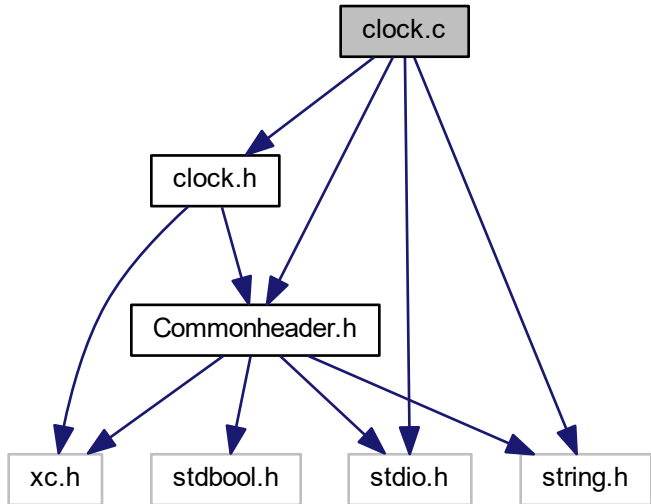 clock.c
clock.h
Commonheader.h
xc.h
stdbool.h
stdio.h
string.h